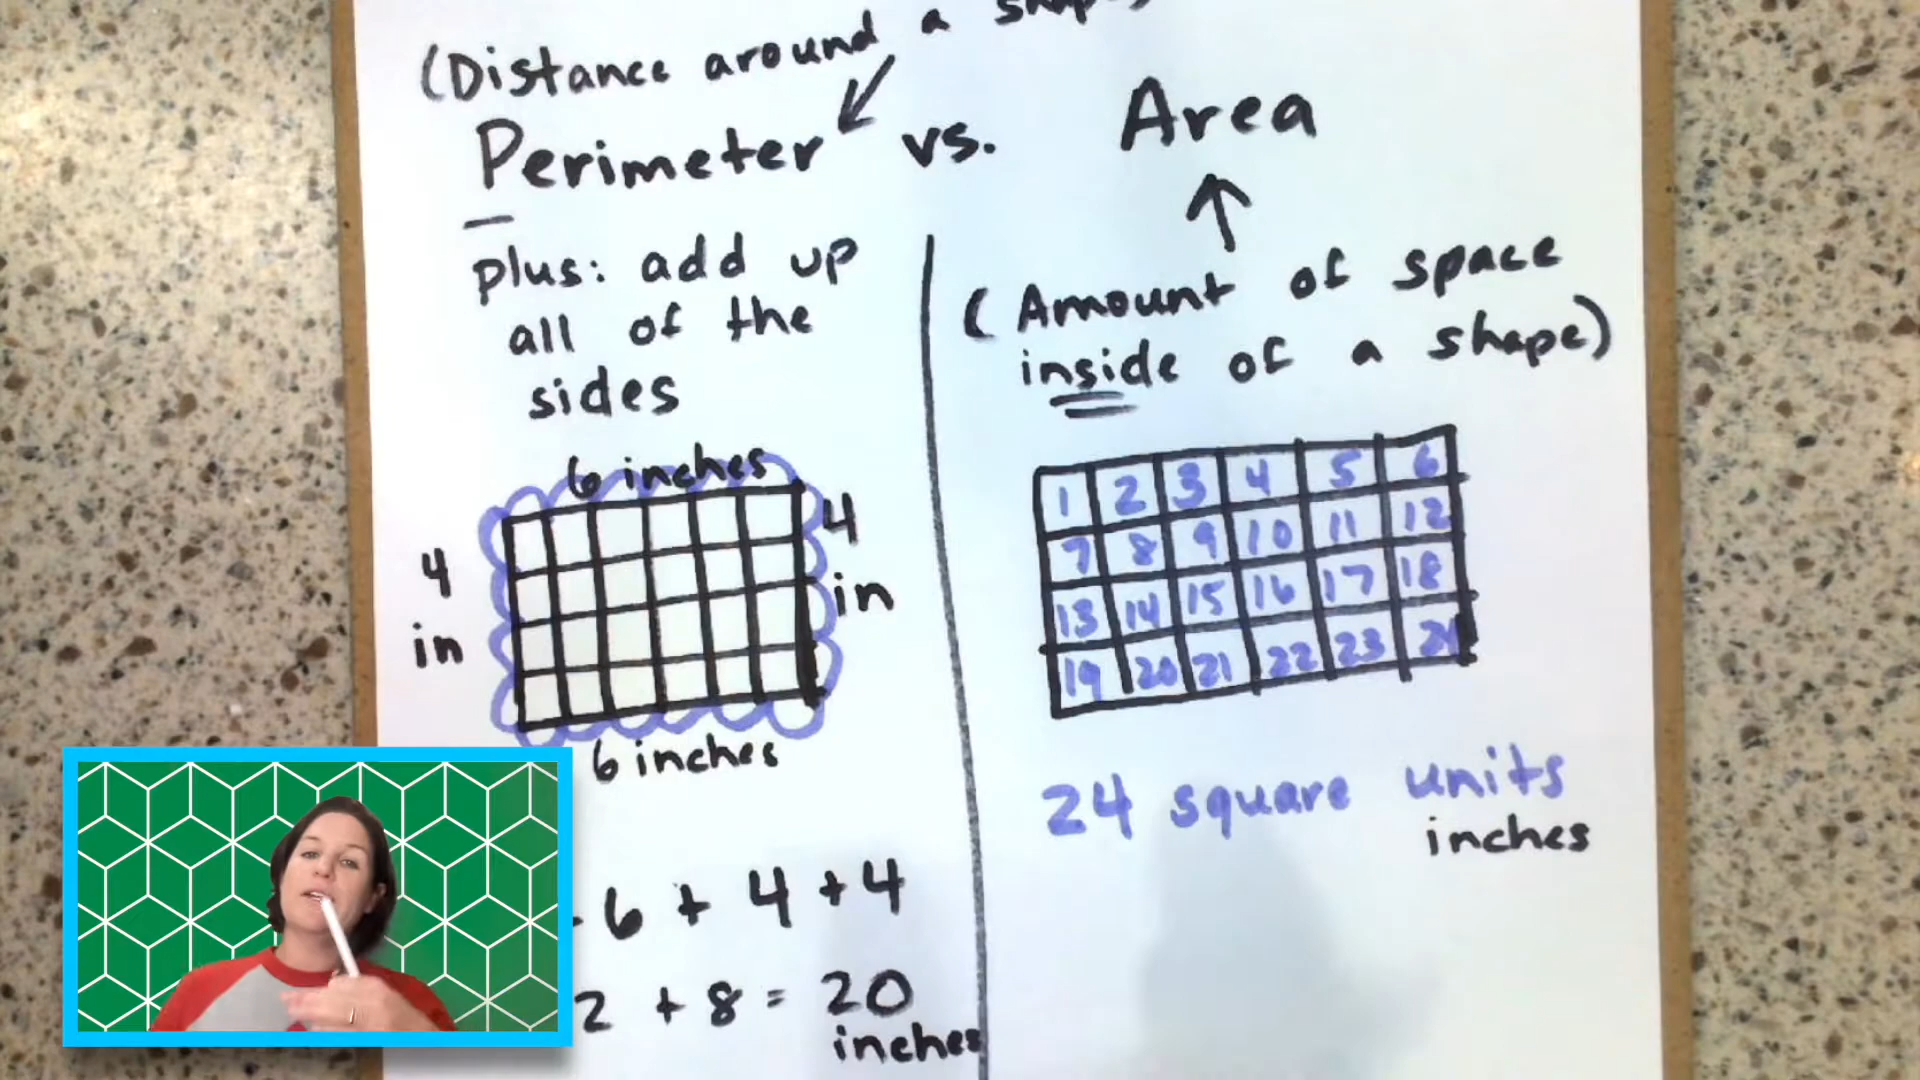 (Distance around a shape)
Perimeter vs. Area
plus: add up
all of the
sides
(Amount of space
inside of a shape)
6 inches
4
in
4
in
6 inches
1 2 3 4 5 6
7 8 9 10 11 12
13 14 15 16 17 18
19 20 21 22 23 24
24 square units
inches
6 + 4 + 4
2 + 8 = 20
inches